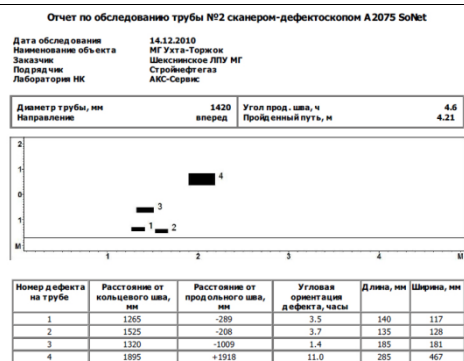 Отчет по обследованию трубы №2 сканером-дефектоскопом А2075 SoNet
Дата обследования 14.12.2010
Наименование объекта МГ Ухта-Торжок
Заказчик Шекснинское ЛПУ МГ
Подрядчик Стройнефтегаз
Лаборатория НК АКС-Сервис
Диаметр трубы, мм 1420 Угол прод. шва, ч 4.6
Направление вперед Пройденный путь, м 4.21
2
1
4
0
3
1
1 2
М
1 2 3 4 М
Номер дефекта на трубе Расстояние от кольцевого шва, мм Расстояние от продольного шва, мм Угловая ориентация дефекта, часы Длина, мм Ширина, мм
1 1265 -289 3.5 140 117
2 1525 -208 3.7 135 128
3 1320 -1009 1.4 185 181
4 1895 +1918 11.0 285 467